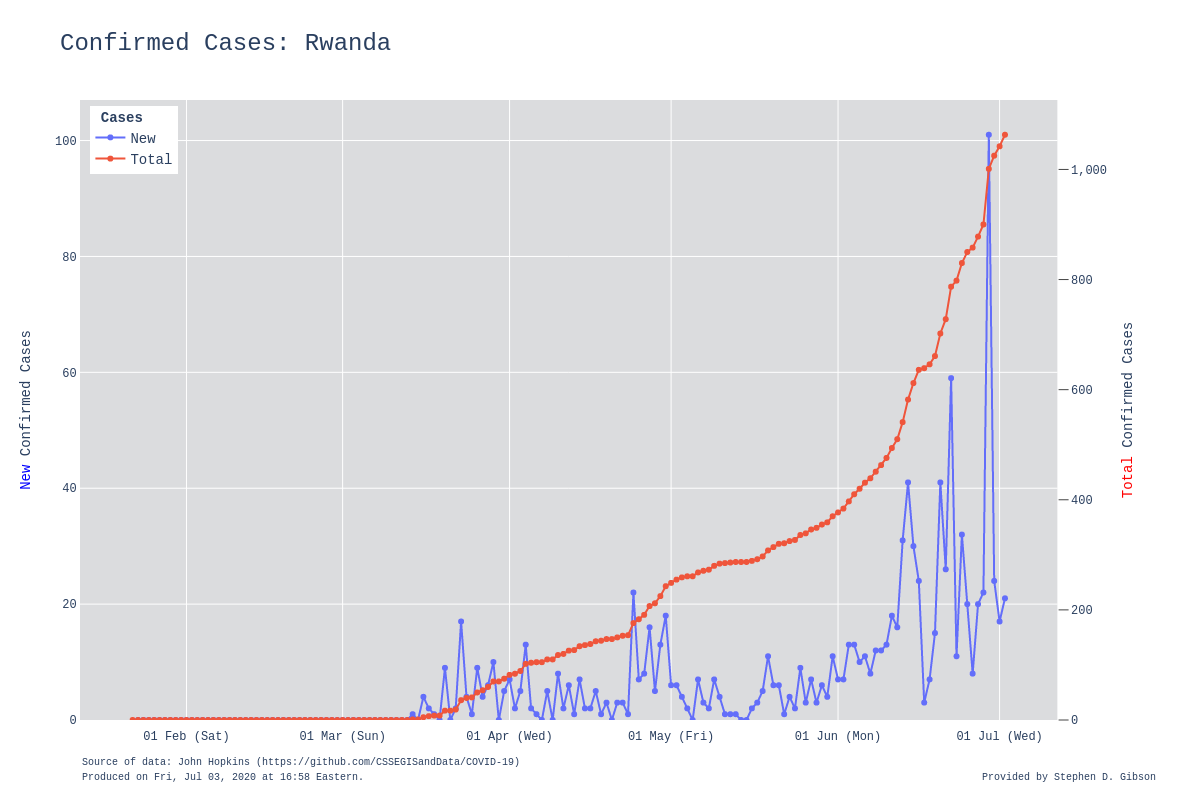 Confirmed Cases: Rwanda
Cases
New
Total
100
80
60
40
20
0
1,000
800
600
400
200
0
New Confirmed Cases
Total Confirmed Cases
01 Feb (Sat)
01 Mar (Sun)
01 Apr (Wed)
01 May (Fri)
01 Jun (Mon)
01 Jul (Wed)
Source of data: John Hopkins (https://github.com/CSSEGISandData/COVID-19)
Produced on Fri, Jul 03, 2020 at 16:58 Eastern.
Provided by Stephen D. Gibson